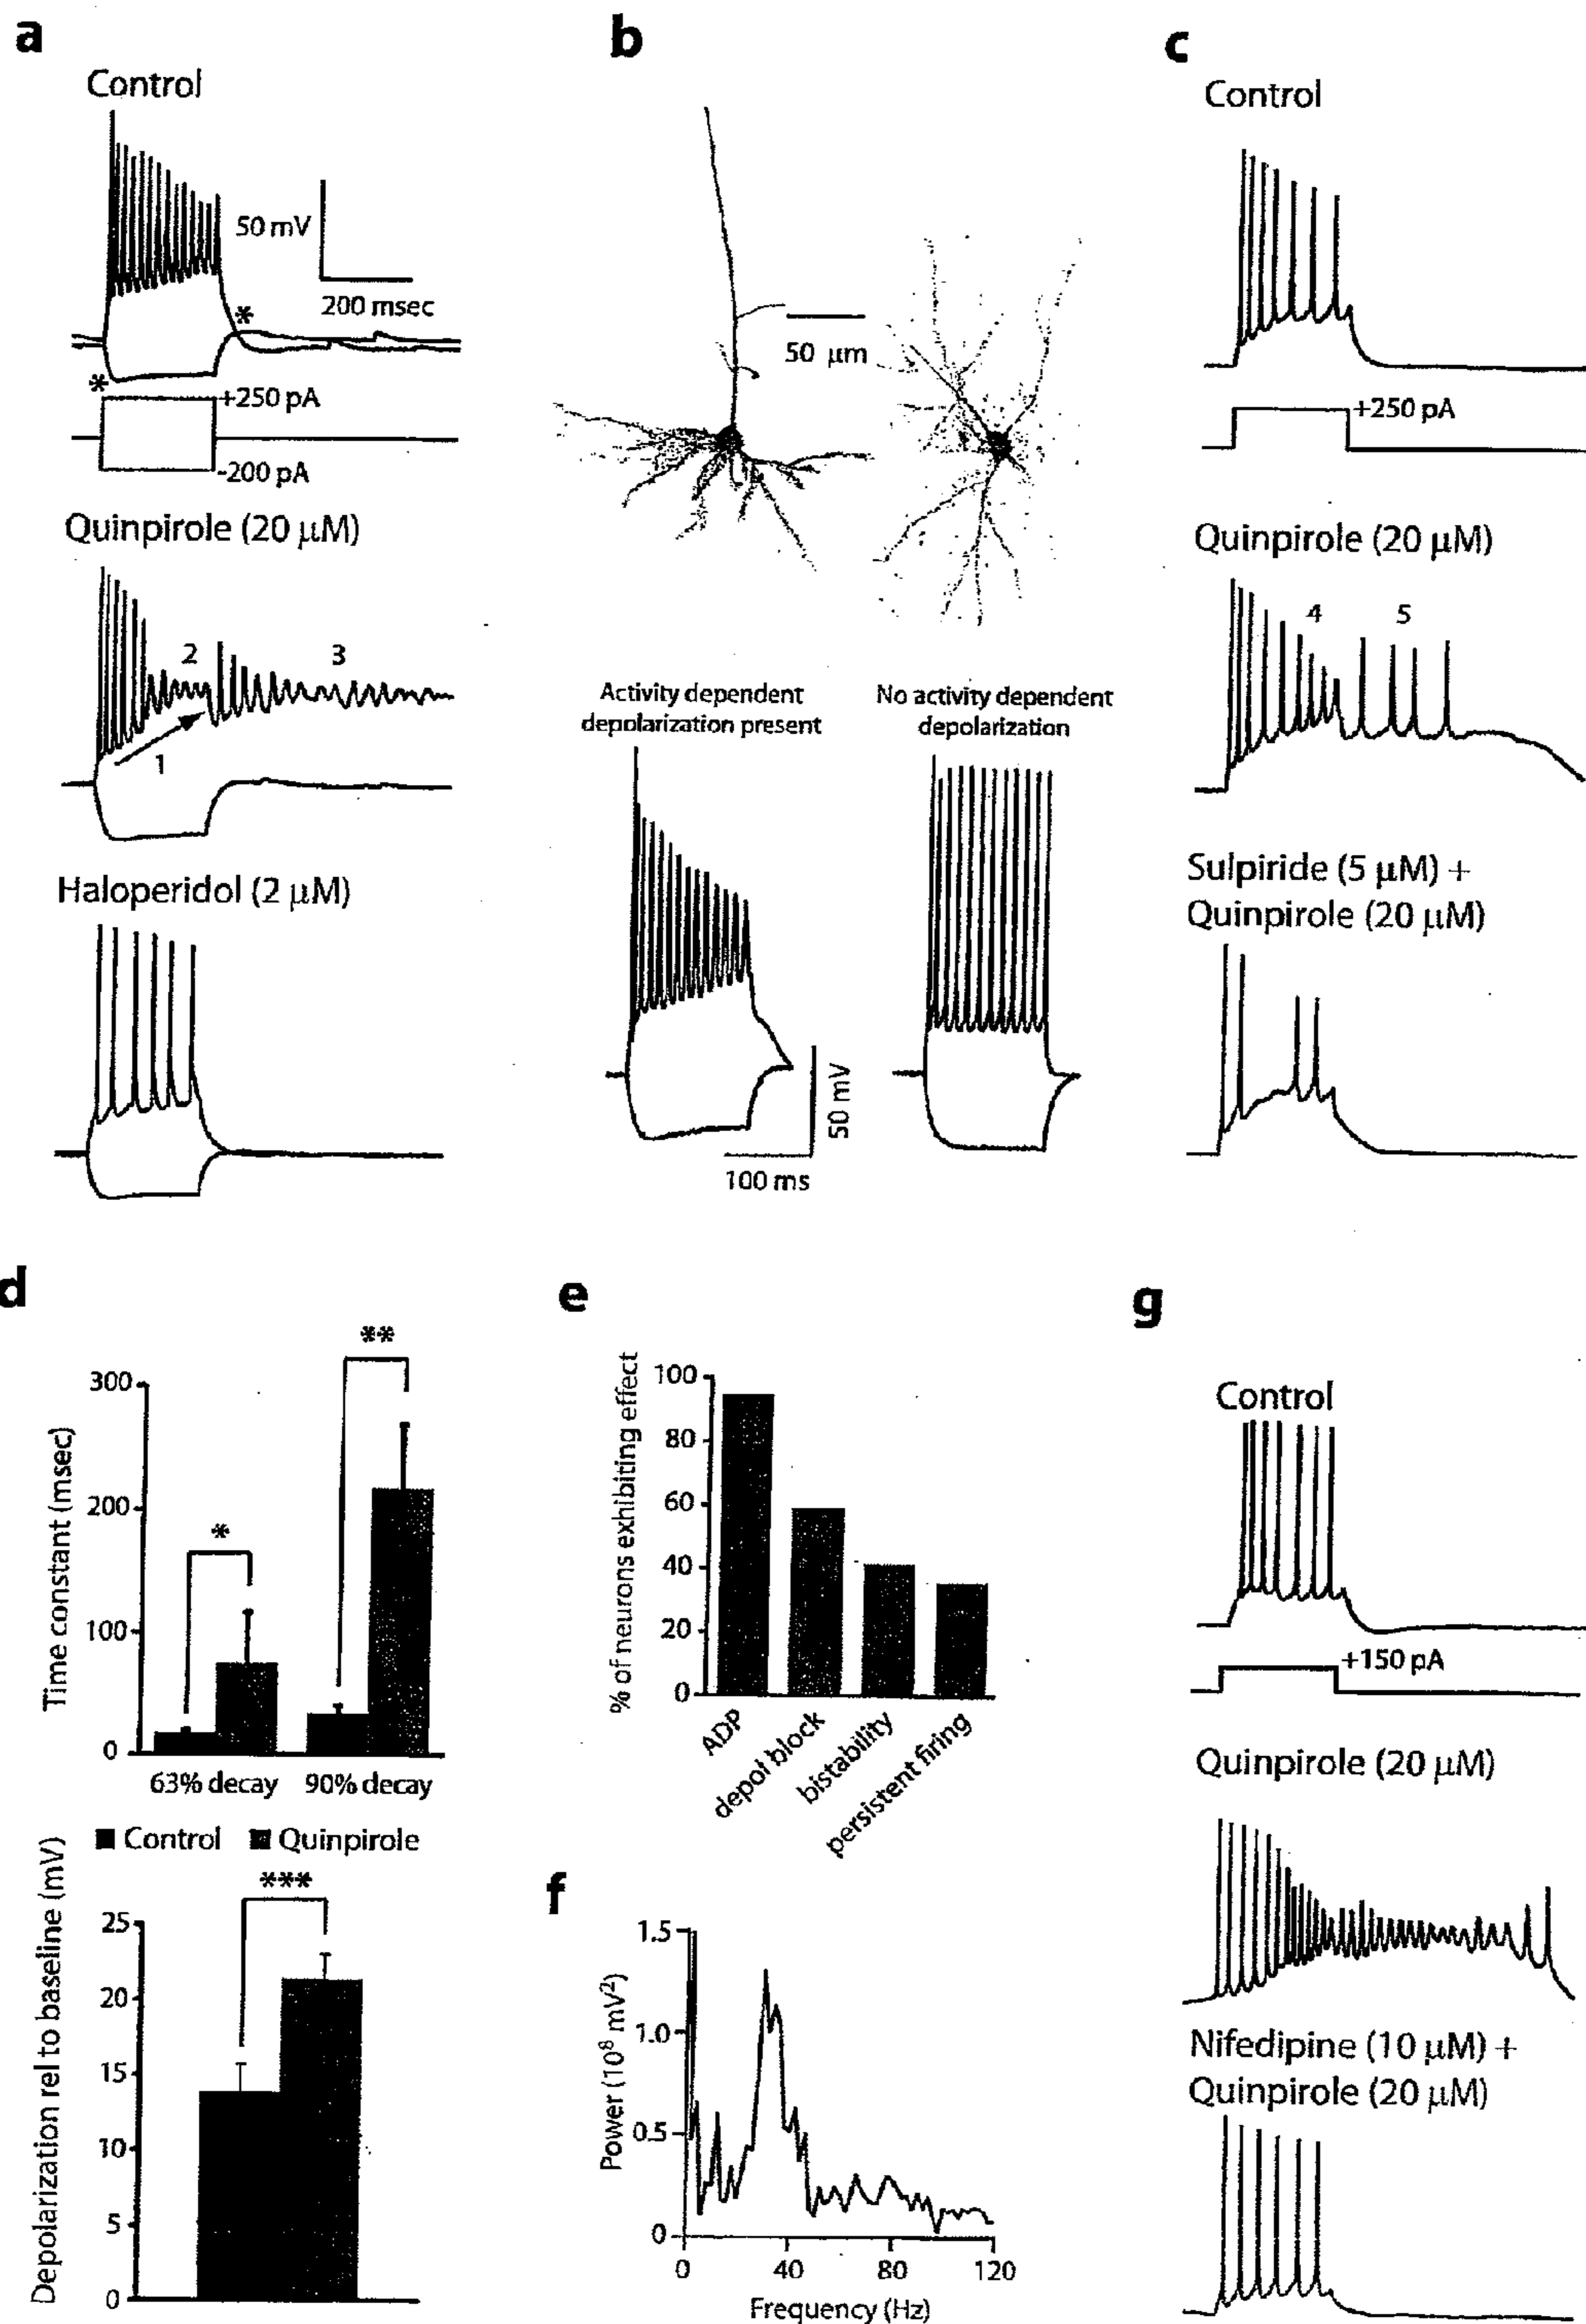 a
Control
50 mV
200 msec
*
*
+250 pA
-200 pA
Quinpirole (20 µM)
2
3
1
Haloperidol (2 µM)
b
50 µm
Activity dependent
depolarization present
No activity dependent
depolarization
50 mV
100 ms
c
Control
+250 pA
Quinpirole (20 µM)
4
5
Sulpiride (5 µM) +
Quinpirole (20 µM)
d
Time constant (msec)
300
200
100
0
*
**
63% decay
90% decay
Control
Quinpirole
Depolarization rel to baseline (mV)
***
25
20
15
10
5
0
e
% of neurons exhibiting effect
100
80
60
40
20
0
ADP
depol block
bistability
persistent firing
f
Power (10⁸ mV²)
1.5
1.0
0.5
0
0
40
80
120
Frequency (Hz)
g
Control
+150 pA
Quinpirole (20 µM)
Nifedipine (10 µM) +
Quinpirole (20 µM)